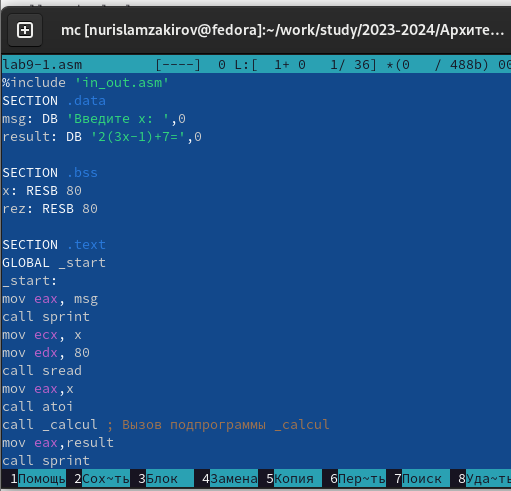 mc [nurislamzakirov@fedora]:~/work/study/2023-2024/Архите...
lab9-1.asm [----] 0 L:[ 1+ 0 1/ 36] *(0 / 488b) 00
%include 'in_out.asm'
SECTION .data
msg: DB 'Введите x: ',0
result: DB '2(3x-1)+7=',0
SECTION .bss
x: RESB 80
rez: RESB 80
SECTION .text
GLOBAL _start
_start:
mov eax, msg
call sprint
mov ecx, x
mov edx, 80
call sread
mov eax,x
call atoi
call _calcul ; Вызов подпрограммы _calcul
mov eax,result
call sprint
1Помощь 2Сох~ть 3Блок 4Замена 5Копия 6Пер~ть 7Поиск 8Уда~ть